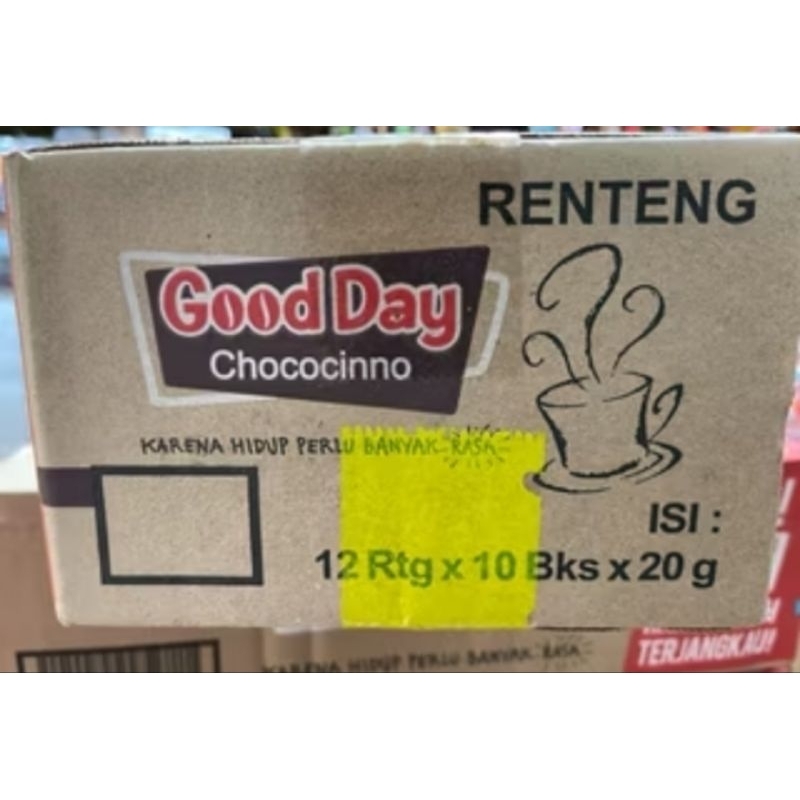 RENTENG
Good Day
Chococinno
KARENA HIDUP PERLU BANYAK RASA
ISI :
12 Rtg x 10 Bks x 20 g
KARENA HIDUP PERLU BANYAK RASA
TERJANGKAU!